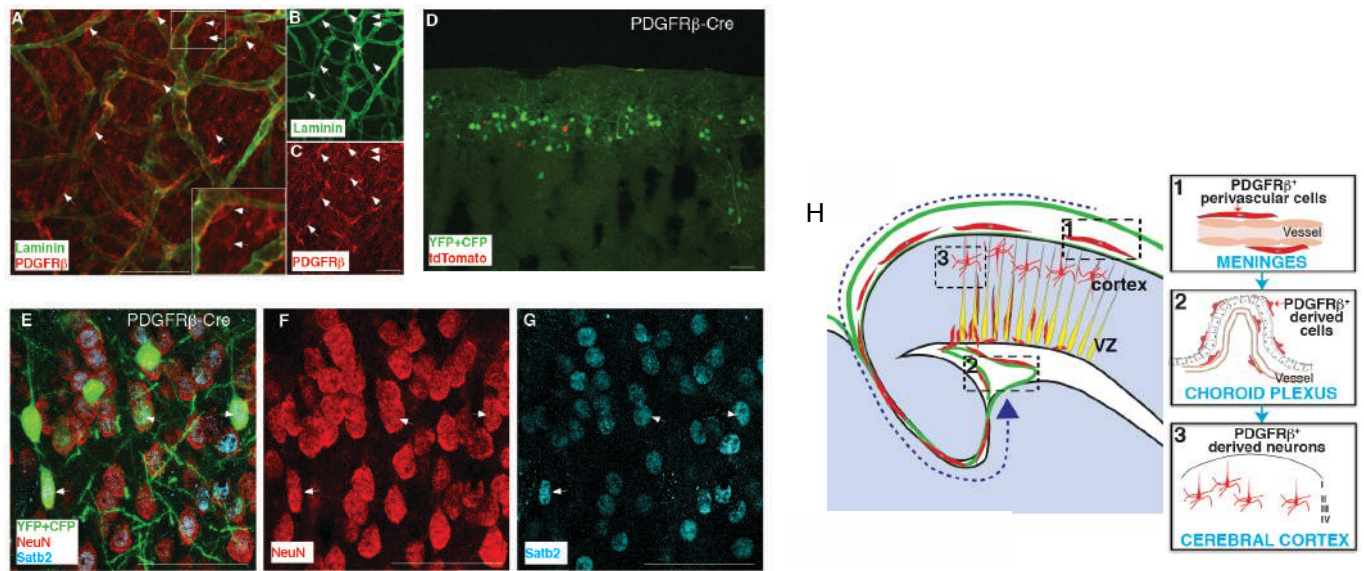 A
Laminin
PDGFRβ
B
Laminin
C
PDGFRβ
D
PDGFRβ-Cre
YFP+CFP
tdTomato
E
PDGFRβ-Cre
YFP+CFP
NeuN
Satb2
F
NeuN
G
Satb2
H
1
3
cortex
VZ
2
1
PDGFRβ+
perivascular cells
Vessel
MENINGES
2
PDGFRβ+
derived
cells
Vessel
CHOROID PLEXUS
3
PDGFRβ+
derived neurons
II
III
IV
CEREBRAL CORTEX